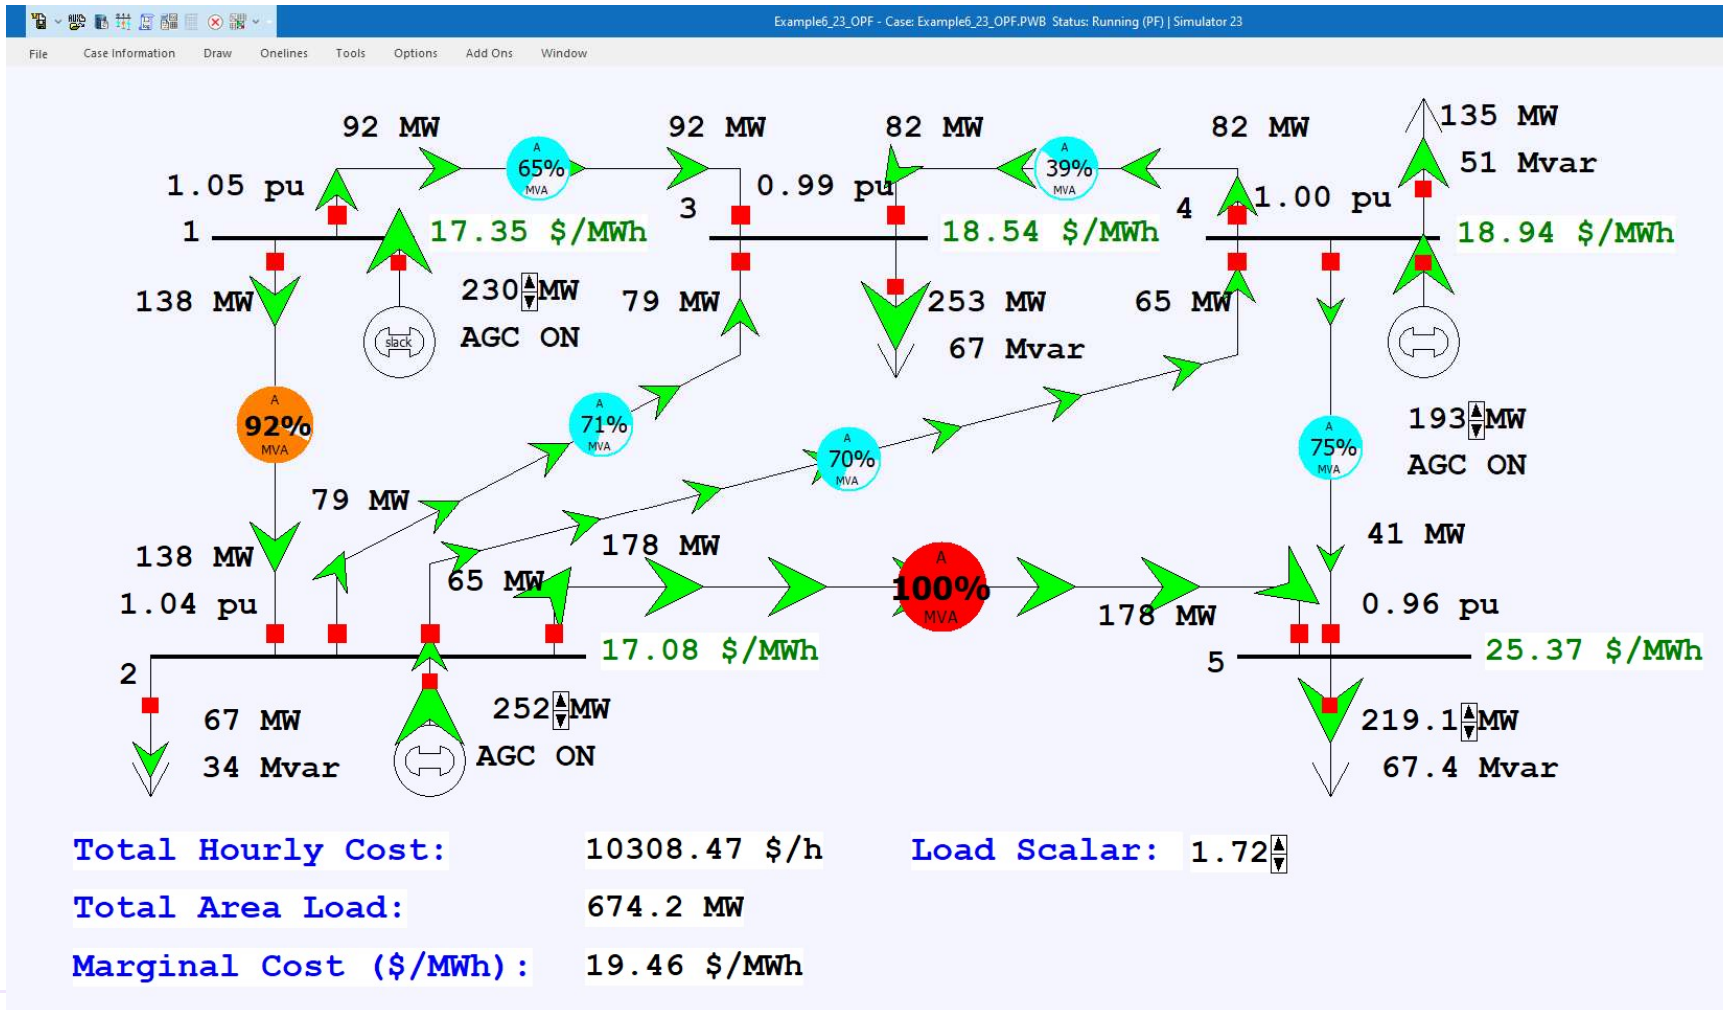 Example6_23_OPF - Case: Example6_23_OPF.PWB Status: Running (PF) | Simulator 23
File Case Information Draw Onelines Tools Options Add Ons Window
92 MW
A
65%
MVA
92 MW
82 MW
A
39%
MVA
82 MW
135 MW
51 Mvar
1.05 pu
1
17.35 $/MWh
3
0.99 pu
18.54 $/MWh
4
1.00 pu
18.94 $/MWh
138 MW
230 MW
AGC ON
slack
79 MW
253 MW
67 Mvar
65 MW
193 MW
AGC ON
A
92%
MVA
A
71%
MVA
A
70%
MVA
A
75%
MVA
79 MW
138 MW
1.04 pu
65 MW
178 MW
A
100%
MVA
178 MW
41 MW
0.96 pu
2
17.08 $/MWh
5
25.37 $/MWh
67 MW
34 Mvar
252 MW
AGC ON
219.1 MW
67.4 Mvar
Total Hourly Cost: 10308.47 $/h Load Scalar: 1.72
Total Area Load: 674.2 MW
Marginal Cost ($/MWh): 19.46 $/MWh